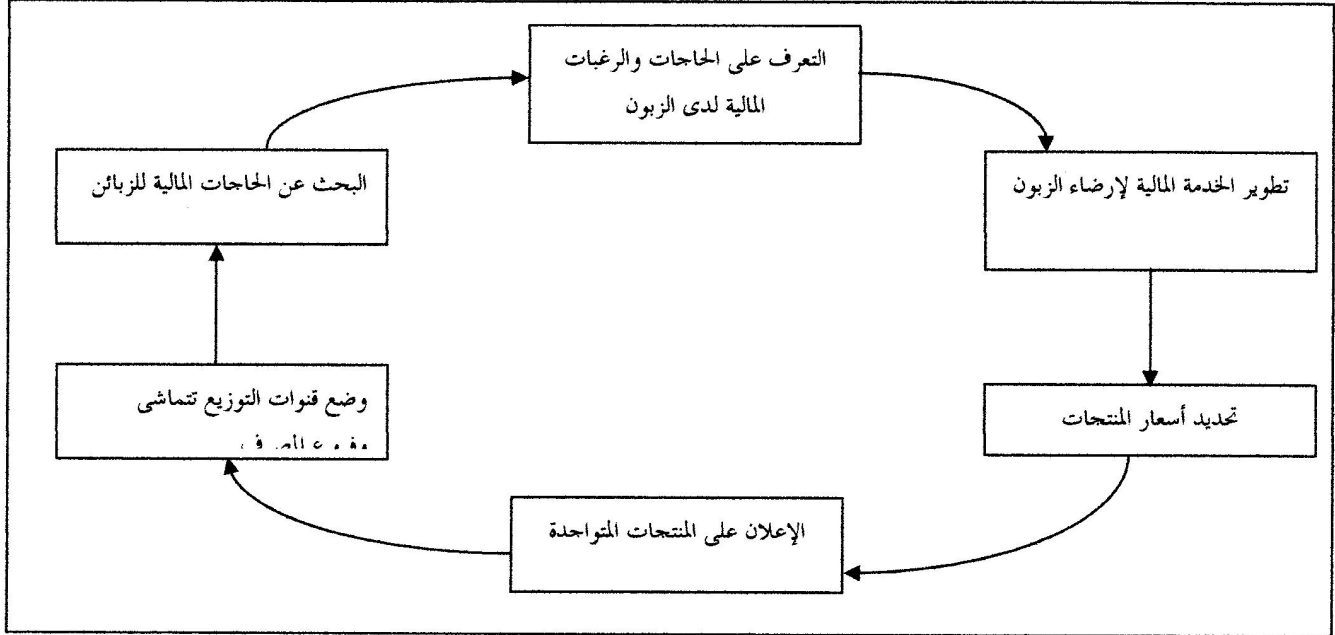 التعرف على الحاجات والرغبات
المالية لدى الزبون
تطوير الخدمة المالية لإرضاء الزبون
تحديد أسعار المنتجات
الإعلان على المنتجات المتواجدة
وضع قنوات التوزيع تتماشى
البحث عن الحاجات المالية للزبائن